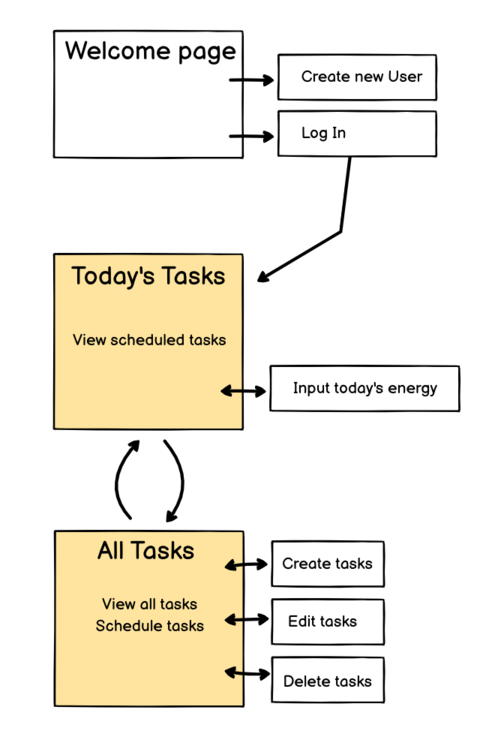 Welcome page
Create new User
Log In
Today's Tasks
View scheduled tasks
Input today's energy
All Tasks
Create tasks
View all tasks
Schedule tasks
Edit tasks
Delete tasks